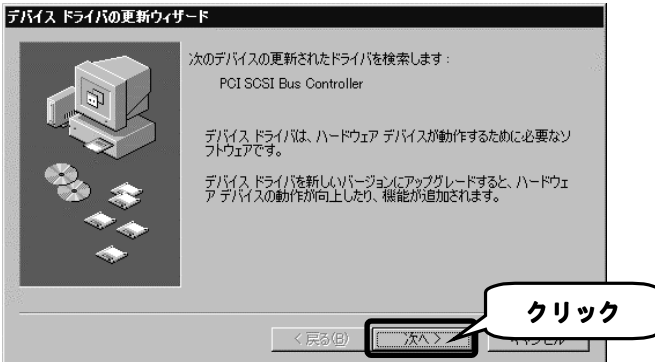 デバイス ドライバの更新ウィザード
次のデバイスの更新されたドライバを検索します:
PCI SCSI Bus Controller
デバイス ドライバは、ハードウェア デバイスが動作するために必要なソ
フトウェアです。
デバイス ドライバを新しいバージョンにアップグレードすると、ハードウェ
ア デバイスの動作が向上したり、機能が追加されます。
クリック
< 戻る(B)
次へ >
キャンセル